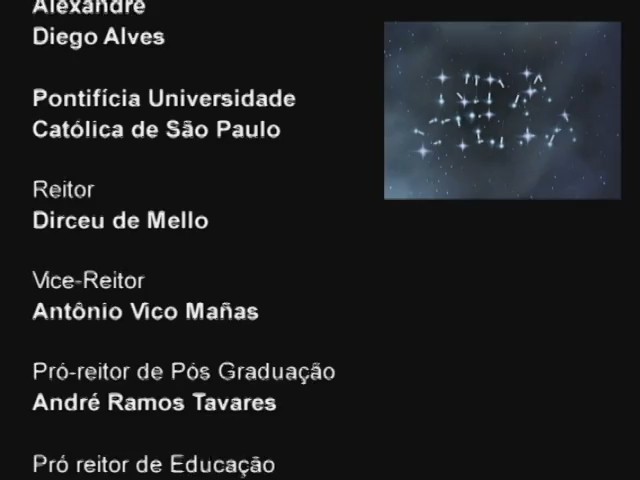 Alexandre
Diego Alves
Pontifícia Universidade
Católica de São Paulo
Reitor
Dirceu de Mello
Vice-Reitor
Antônio Vico Mañas
Pró-reitor de Pós Graduação
André Ramos Tavares
Pró reitor de Educação